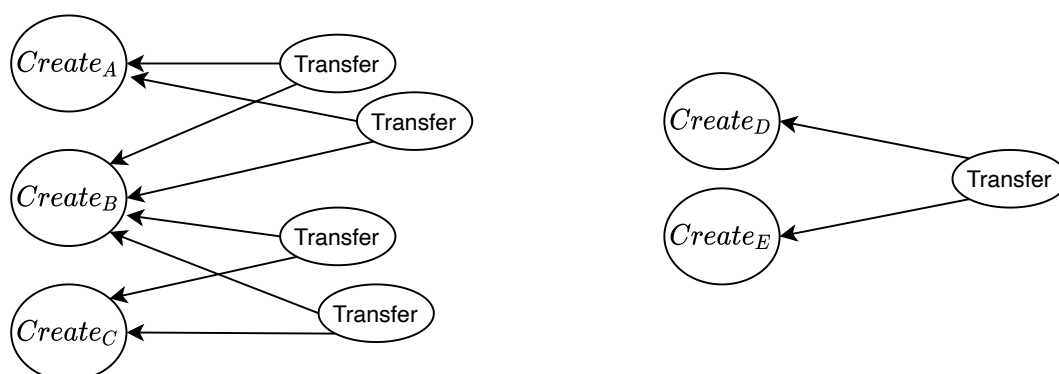 Create_A
Transfer
Transfer
Create_B
Transfer
Transfer
Create_C
Create_D
Transfer
Create_E